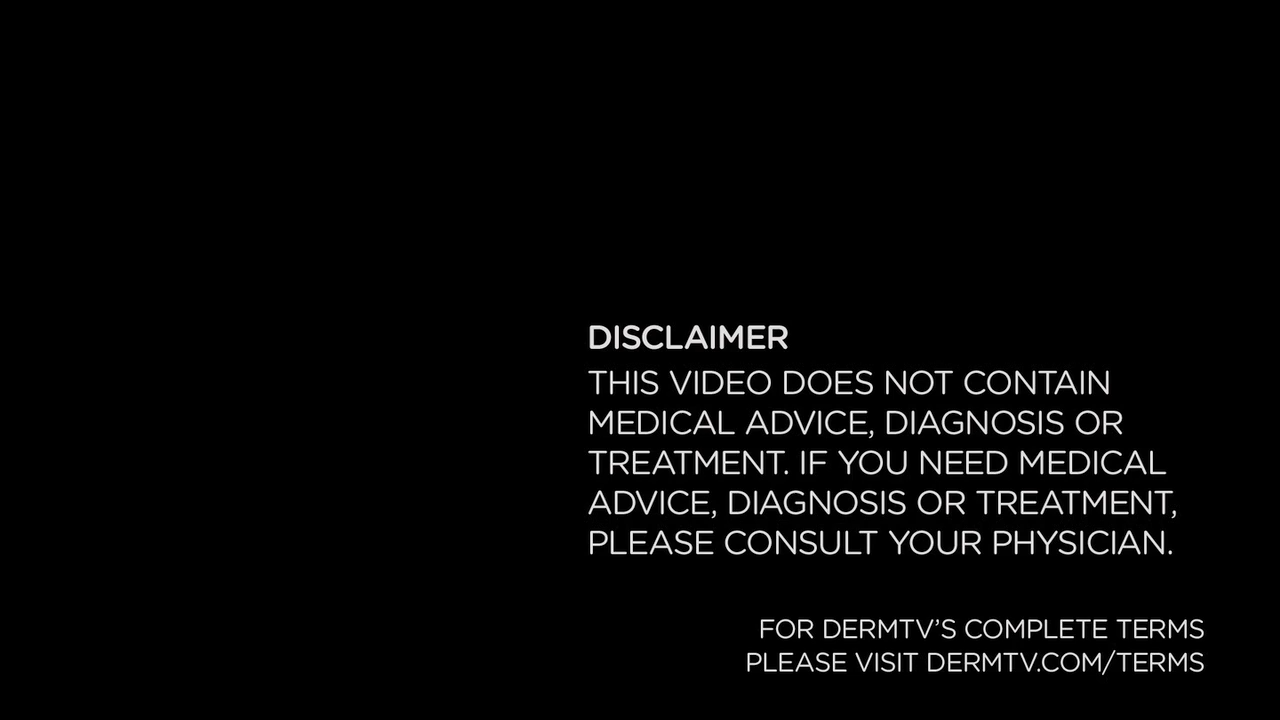 DISCLAIMER
THIS VIDEO DOES NOT CONTAIN
MEDICAL ADVICE, DIAGNOSIS OR
TREATMENT. IF YOU NEED MEDICAL
ADVICE, DIAGNOSIS OR TREATMENT,
PLEASE CONSULT YOUR PHYSICIAN.
FOR DERMTV’S COMPLETE TERMS
PLEASE VISIT DERMTV.COM/TERMS